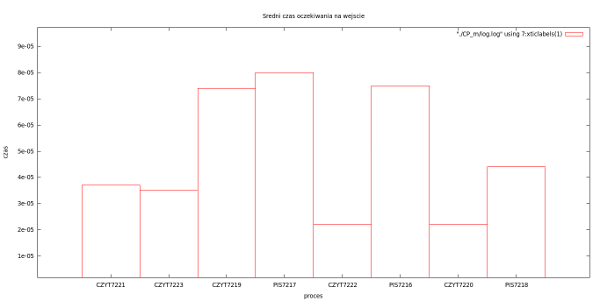 Sredni czas oczekiwania na wejscie
"./CP_m/log.log" using 7:xticlabels(1)
9e-05
8e-05
7e-05
6e-05
5e-05
4e-05
3e-05
2e-05
1e-05
czas
CZYT7221 CZYT7223 CZYT7219 PIS7217 CZYT7222 PIS7216 CZYT7220 PIS7218
proces